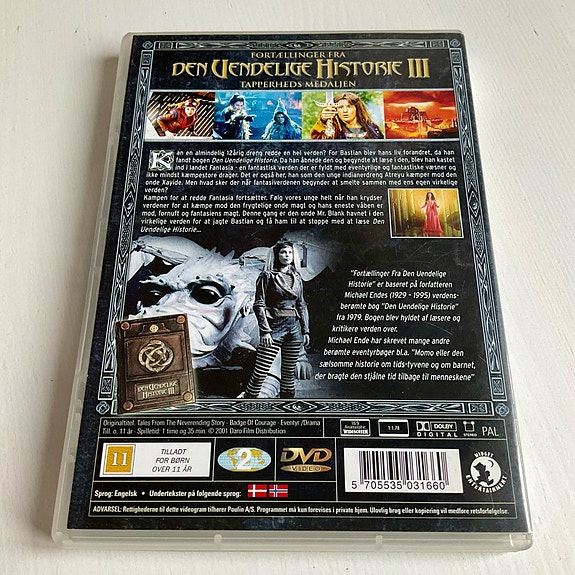 FORTÆLLINGER FRA
DEN UENDELIGE HISTORIE III
TAPPERHEDS-MEDALJEN
Kan en almindelig 12årig dreng redde en hel verden? For Bastian blev hans liv forandret, da han
fandt bogen Den Uendelige Historie. Da han åbnede den og begyndte at læse i den, blev han kastet
ind i landet Fantasia - en fantastisk verden der er fyldt med eventyrlige og fantastiske væsner og
ikke mindst kæmpestore drager. Det er også her, han som den unge indianerdreng Atreyu kæmper mod den
onde Xayide. Men hvad sker der når fantasiverdenen begynder at smelte sammen med ens egen virkelige
verden?
Kampen for at redde Fantasia fortsætter. Følg vores unge helt når han krydser
verdener for at kæmpe mod den frygtelige onde magt og hans eneste våben er
mod, fornuft og fantasiens magt. Denne gang er den onde Mr. Blank havnet i den
virkelige verden for at jagte Bastian og få ham til at stoppe med at læse Den
Uendelige Historie...
"Fortællinger Fra Den Uendelige
Historie" er baseret på forfatteren
Michael Endes (1929 - 1995) verdens-
berømte bog "Den Uendelige Historie"
fra 1979. Bogen blev hyldet af læsere og
kritikere verden over.
Michael Ende har skrevet mange andre
berømte eventyrbøger bl.a. "Momo eller den
sælsomme historie om tids-tyvene og om barnet,
der bragte den stjålne tid tilbage til menneskene"
DEN UENDELIGE
HISTORIE III
Originaltitel: Tales From The Neverending Story - Badge Of Courage - Eventyr /Drama
Till. o. 11 år - Spilletid: 1 time og 35 min. © 2001 Daro Film Distribution
16:9
WIDESCREEN
1:1.78
DOLBY
DIGITAL
STEREO
PAL
11
TILLADT
FOR BØRN
OVER 11 ÅR
2
DVD
VIDEO
5 705535 031660
MIDGET
ENTERTAINMENT
Sprog: Engelsk • Undertekster på følgende sprog:
ADVARSEL: Rettighederne til dette videogram tilhører Poulin A/S. Programmet må kun forevises i private hjem. Ulovlig brug eller kopiering vil medføre retsforfølgelse.